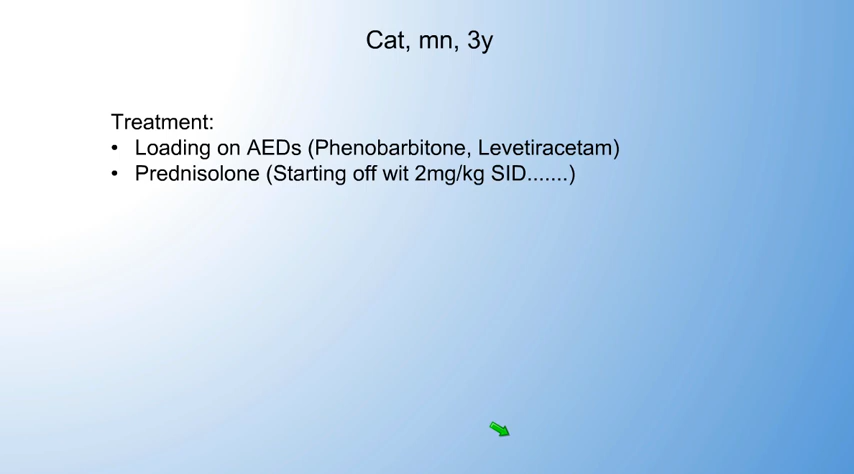 Cat, mn, 3y
Treatment:
• Loading on AEDs (Phenobarbitone, Levetiracetam)
• Prednisolone (Starting off wit 2mg/kg SID.......)